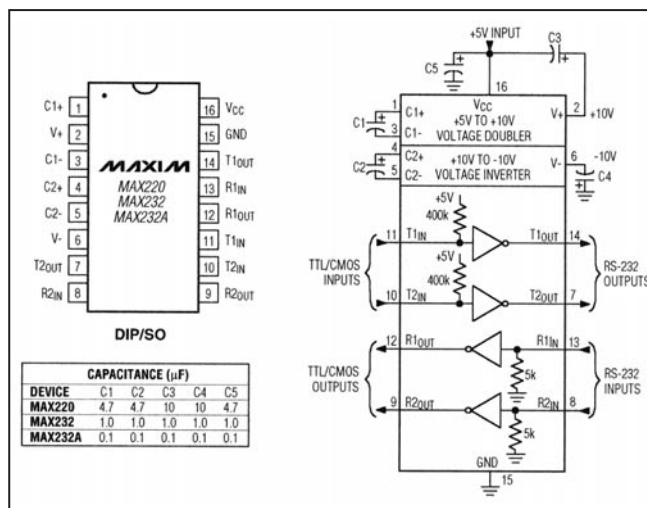 C1+ 1
V+ 2
C1- 3
C2+ 4
C2- 5
V- 6
T2OUT 7
R2IN 8
16 VCC
15 GND
14 T1OUT
13 R1IN
12 R1OUT
11 T1IN
10 T2IN
9 R2OUT
MAXIM
MAX220
MAX232
MAX232A
DIP/SO
CAPACITANCE (µF)
DEVICE C1 C2 C3 C4 C5
MAX220 4.7 4.7 10 10 4.7
MAX232 1.0 1.0 1.0 1.0 1.0
MAX232A 0.1 0.1 0.1 0.1 0.1
+5V INPUT
C3
C5
16
VCC
1 C1+
C1
3 C1-
+5V TO +10V
VOLTAGE DOUBLER
V+ 2
+10V
4 C2+
C2
5 C2-
+10V TO -10V
VOLTAGE INVERTER
V- 6
-10V
C4
+5V
400k
11 T1IN
T1OUT 14
+5V
400k
10 T2IN
T2OUT 7
TTL/CMOS
INPUTS
RS-232
OUTPUTS
12 R1OUT
R1IN 13
5k
9 R2OUT
R2IN 8
5k
TTL/CMOS
OUTPUTS
RS-232
INPUTS
GND
15